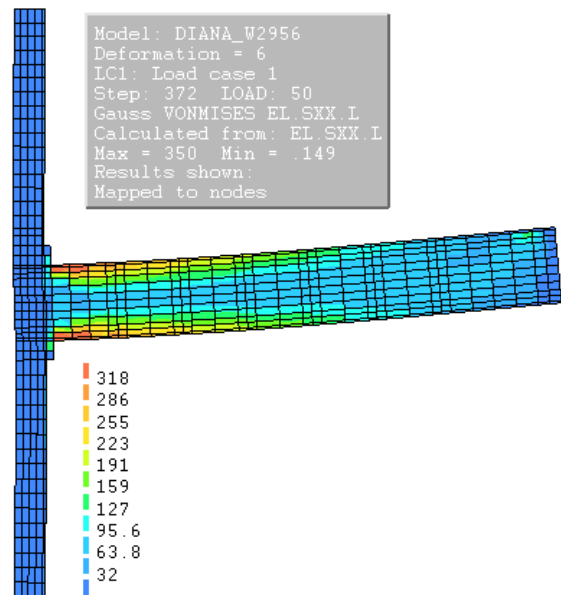 Model: DIANA_W2956
Deformation = 6
LC1: Load case 1
Step: 372 LOAD: 50
Gauss VONMISES EL.SXX.L
Calculated from: EL.SXX.L
Max = 350 Min = .149
Results shown:
Mapped to nodes
318
286
255
223
191
159
127
95.6
63.8
32